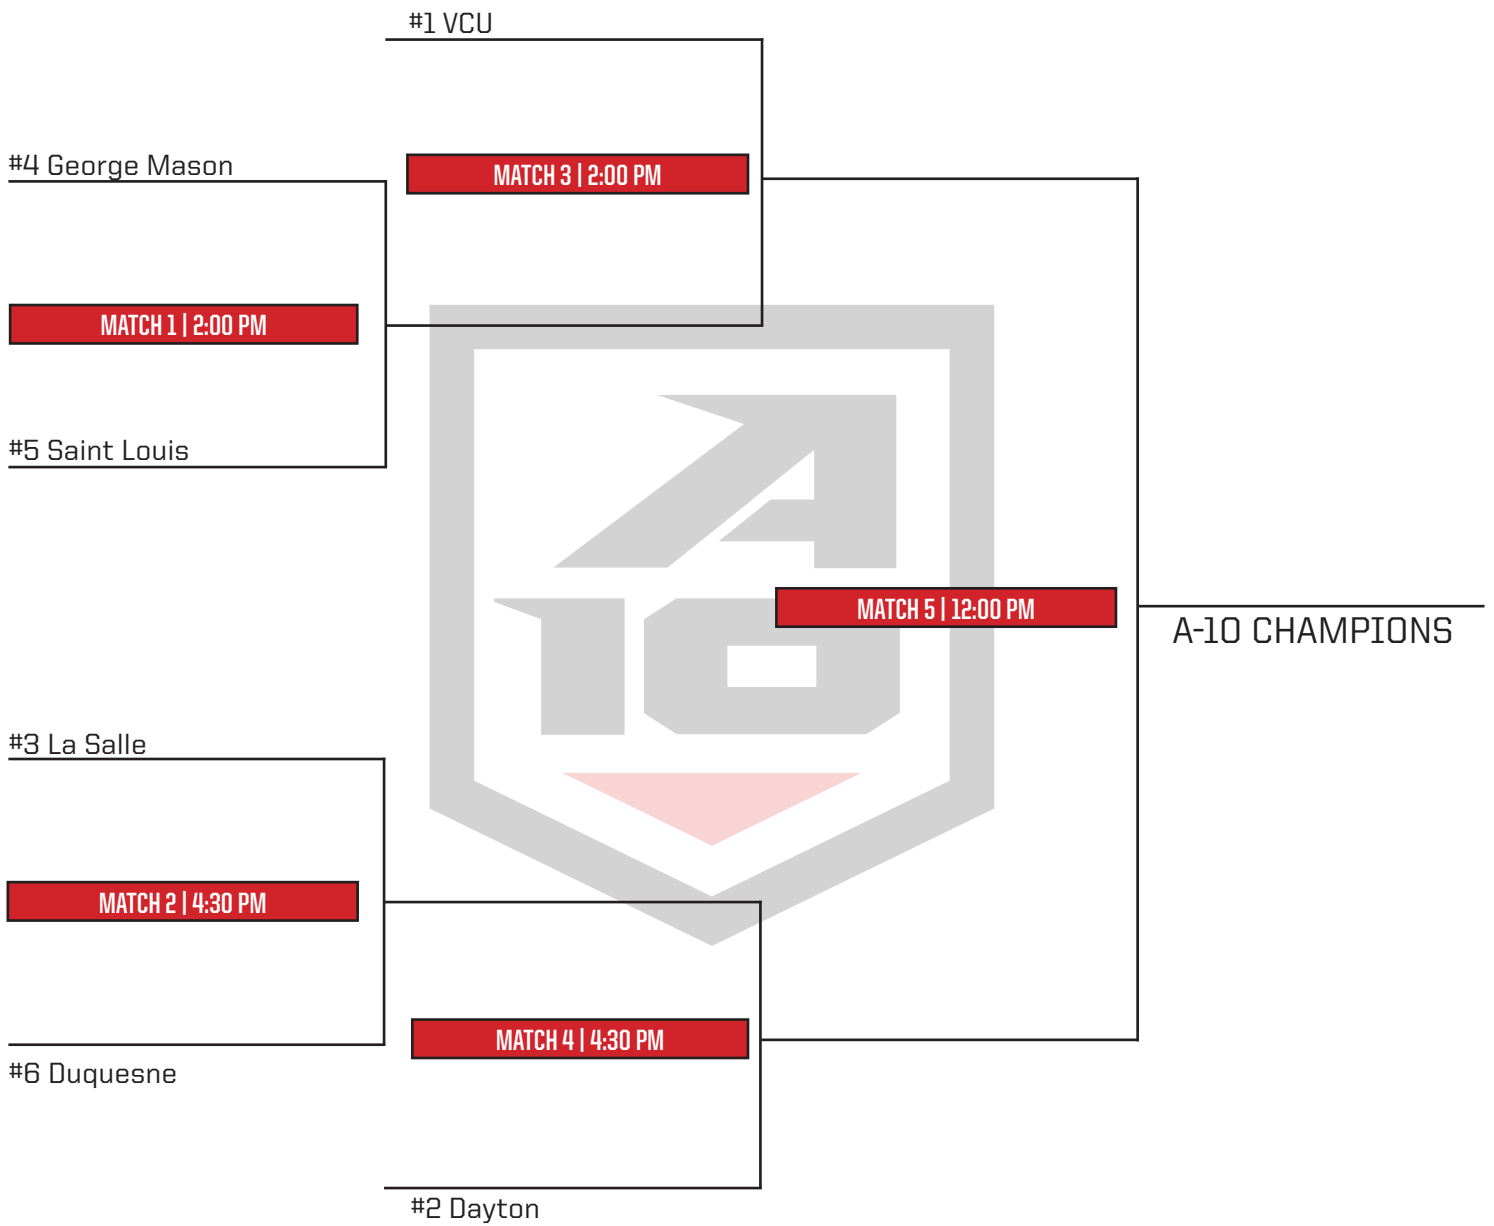 #1 VCU
#4 George Mason
MATCH 3 | 2:00 PM
MATCH 1 | 2:00 PM
#5 Saint Louis
A
10
MATCH 5 | 12:00 PM
A-10 CHAMPIONS
#3 La Salle
MATCH 2 | 4:30 PM
MATCH 4 | 4:30 PM
#6 Duquesne
#2 Dayton